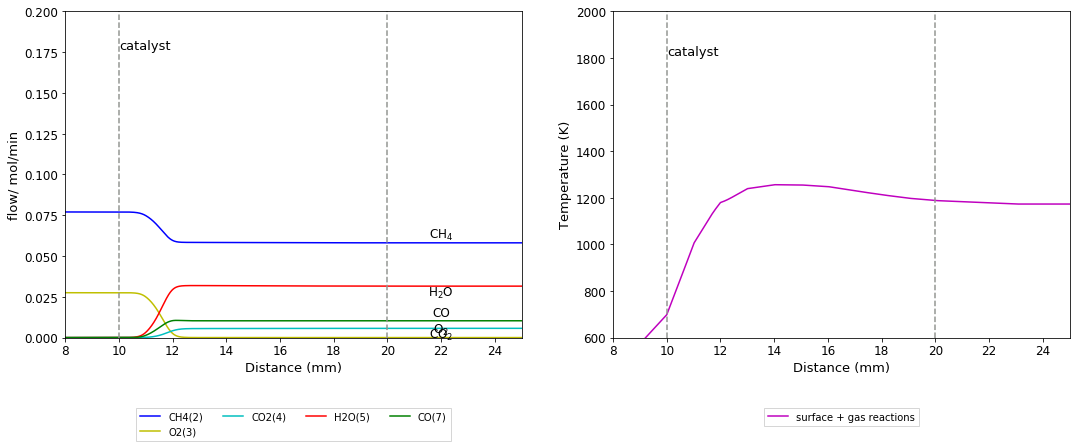 0.200
0.175
0.150
0.125
0.100
0.075
0.050
0.025
0.000
flow/ mol/min
catalyst
CH₄
H₂O
CO
O₂
CO₂
8 10 12 14 16 18 20 22 24
Distance (mm)
CH4(2) CO2(4) H2O(5) CO(7)
O2(3)
2000
1800
1600
1400
1200
1000
800
600
Temperature (K)
catalyst
8 10 12 14 16 18 20 22 24
Distance (mm)
surface + gas reactions